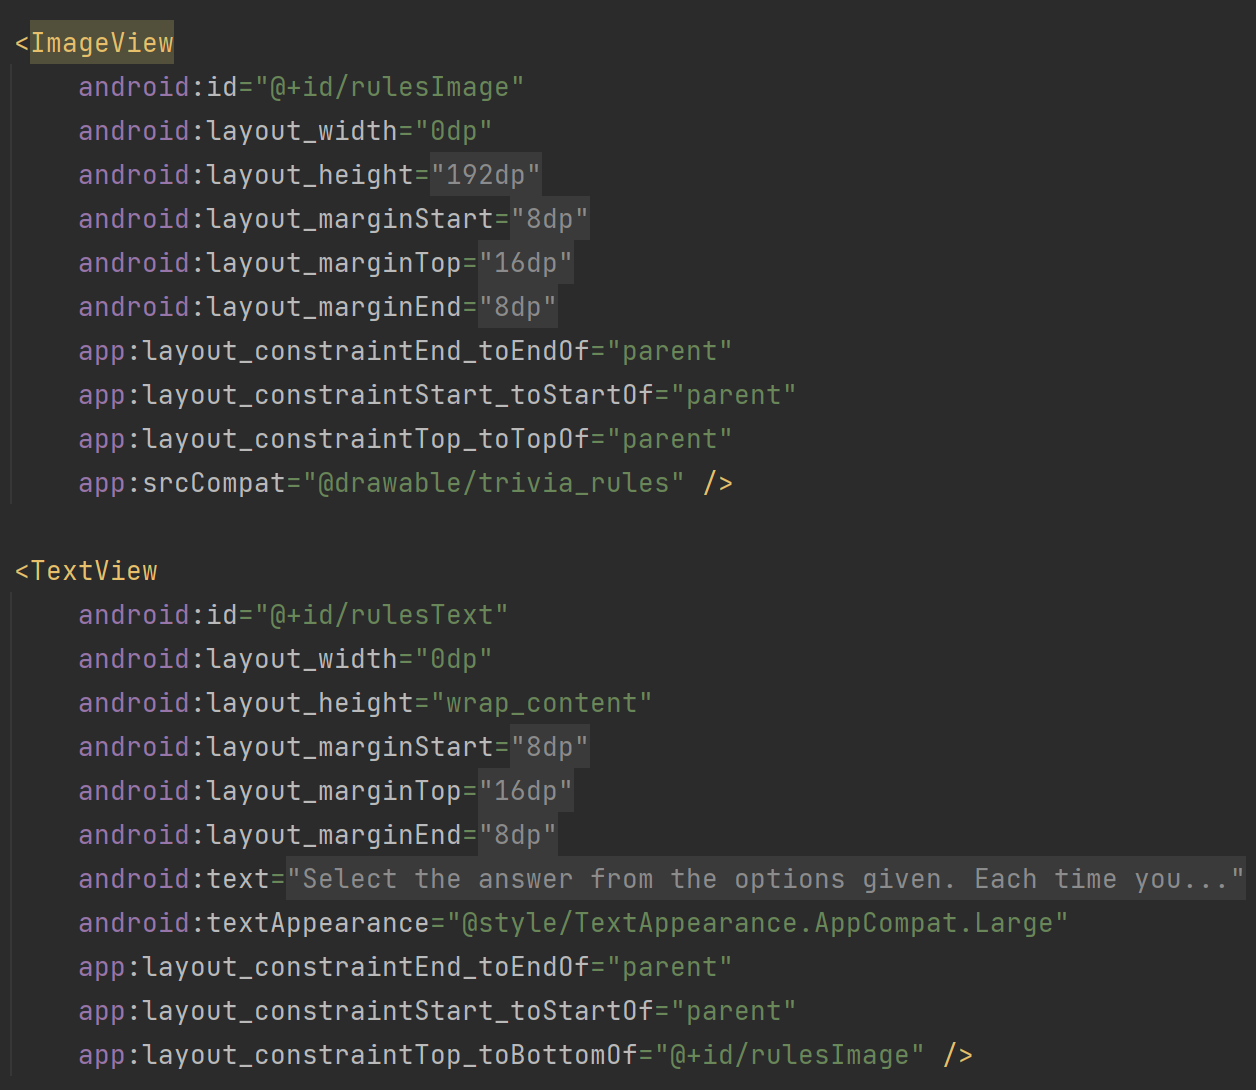 <ImageView
android:id="@+id/rulesImage"
android:layout_width="0dp"
android:layout_height="192dp"
android:layout_marginStart="8dp"
android:layout_marginTop="16dp"
android:layout_marginEnd="8dp"
app:layout_constraintEnd_toEndOf="parent"
app:layout_constraintStart_toStartOf="parent"
app:layout_constraintTop_toTopOf="parent"
app:srcCompat="@drawable/trivia_rules" />
<TextView
android:id="@+id/rulesText"
android:layout_width="0dp"
android:layout_height="wrap_content"
android:layout_marginStart="8dp"
android:layout_marginTop="16dp"
android:layout_marginEnd="8dp"
android:text="Select the answer from the options given. Each time you..."
android:textAppearance="@style/TextAppearance.AppCompat.Large"
app:layout_constraintEnd_toEndOf="parent"
app:layout_constraintStart_toStartOf="parent"
app:layout_constraintTop_toBottomOf="@+id/rulesImage" />